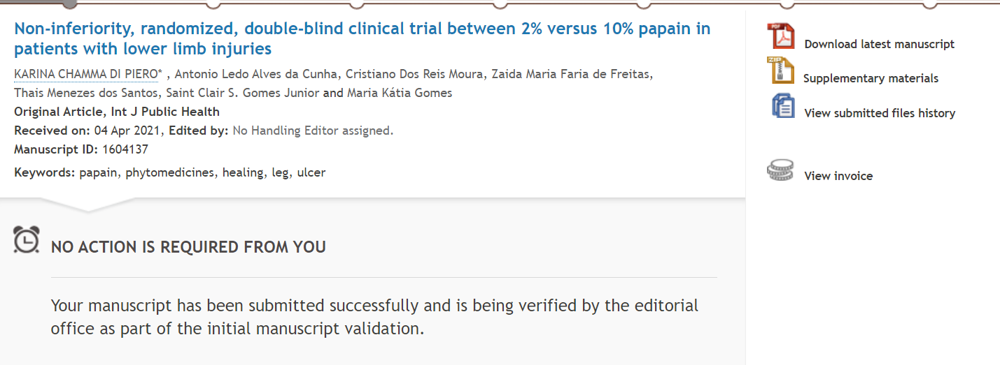 Non-inferiority, randomized, double-blind clinical trial between 2% versus 10% papain in
patients with lower limb injuries
KARINA CHAMMA DI PIERO* , Antonio Ledo Alves da Cunha, Cristiano Dos Reis Moura, Zaida Maria Faria de Freitas,
Thais Menezes dos Santos, Saint Clair S. Gomes Junior and Maria Kátia Gomes
Original Article, Int J Public Health
Received on: 04 Apr 2021, Edited by: No Handling Editor assigned.
Manuscript ID: 1604137
Keywords: papain, phytomedicines, healing, leg, ulcer
NO ACTION IS REQUIRED FROM YOU
Your manuscript has been submitted successfully and is being verified by the editorial
office as part of the initial manuscript validation.
PDF
Download latest manuscript
ZIP
Supplementary materials
View submitted files history
View invoice